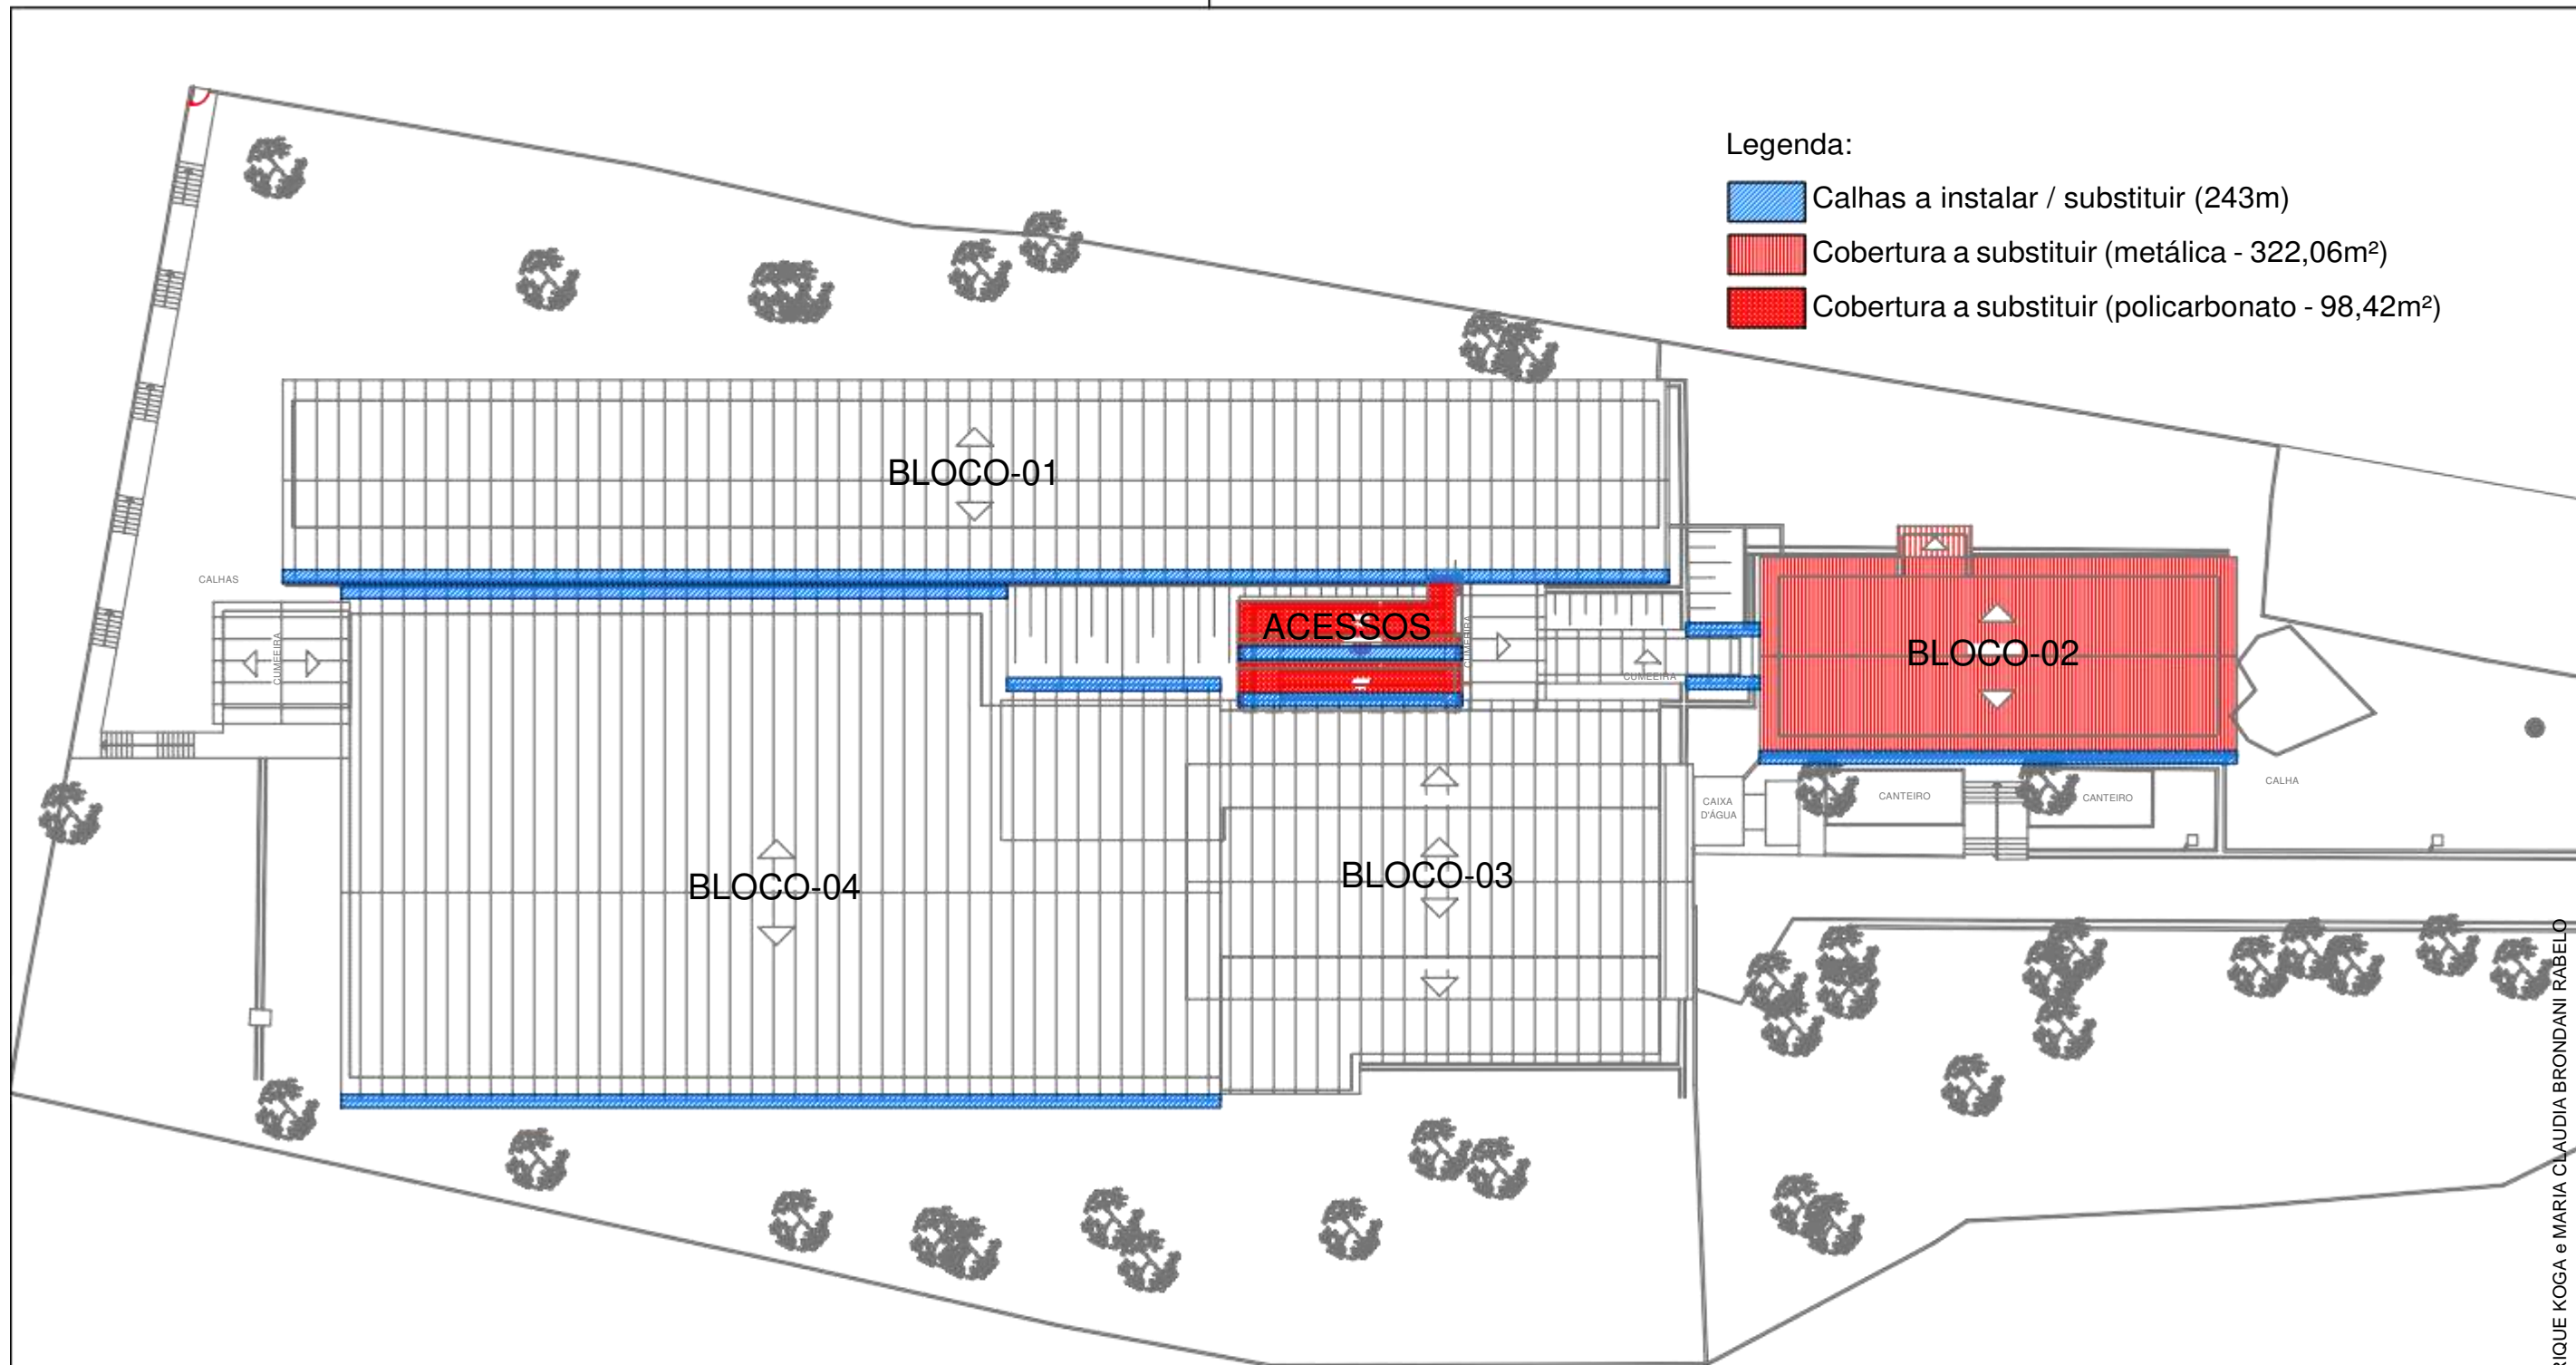 Legenda:
Calhas a instalar / substituir (243m)
Cobertura a substituir (metálica - 322,06m²)
Cobertura a substituir (policarbonato - 98,42m²)
BLOCO-01
CALHAS
CUMEEIRA
ACESSOS
CUMEEIRA
CUMEEIRA
BLOCO-02
CALHA
CAIXA
D'ÁGUA
CANTEIRO
CANTEIRO
BLOCO-04
BLOCO-03
RIQUE KOGA e MARIA CLAUDIA BRONDANI RABELO